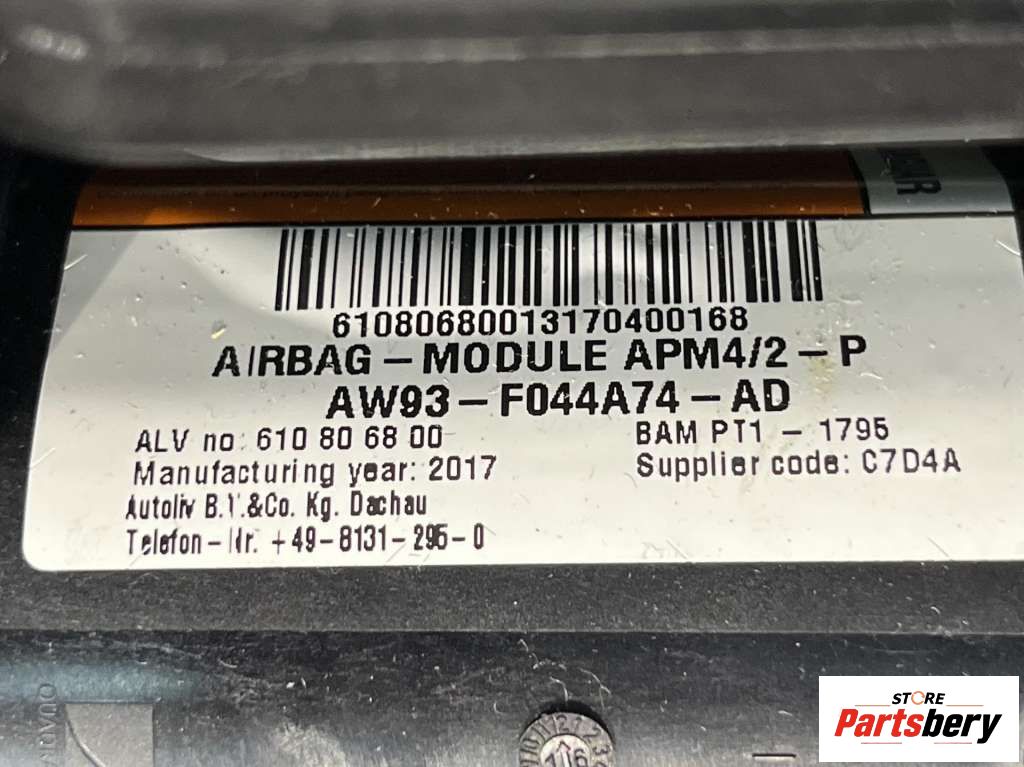 61080680013170400168
AIRBAG - MODULE APM4/2 - P
AW93 - F044A74 - AD
ALV no: 610 80 68 00
BAM PT1 - 1795
Manufacturing year: 2017
Supplier code: C7D4A
Autoliv B.V.&Co. Kg. Dachau
Telefon - Nr. +49-8131-295-0
STORE
Partsbery